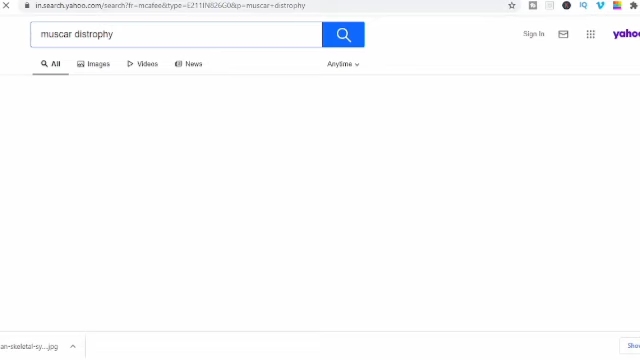 in.search.yahoo.com/search?fr=mcafee&type=E211IN826G0&p=muscar+distrophy
muscar distrophy
Sign In
yahoo
All
Images
Videos
News
Anytime
an-skeletal-sy....jpg